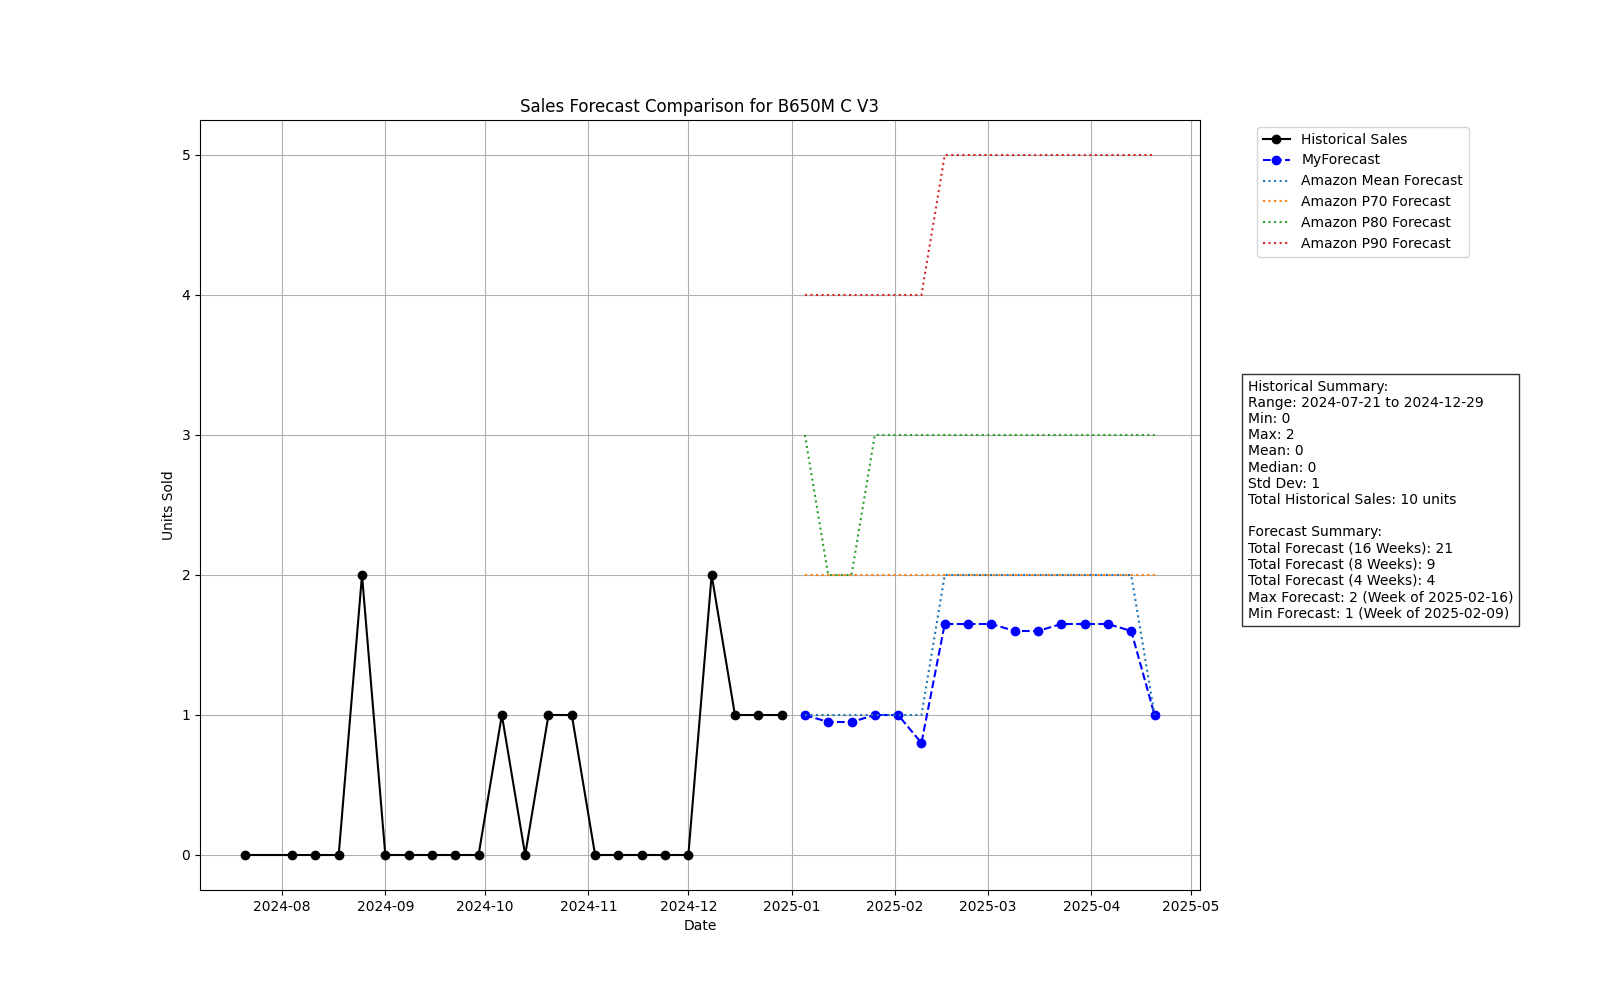 Sales Forecast Comparison for B650M C V3
Units Sold
5
4
3
2
1
0
2024-08
2024-09
2024-10
2024-11
2024-12
2025-01
2025-02
2025-03
2025-04
2025-05
Date
Historical Sales
MyForecast
Amazon Mean Forecast
Amazon P70 Forecast
Amazon P80 Forecast
Amazon P90 Forecast
Historical Summary:
Range: 2024-07-21 to 2024-12-29
Min: 0
Max: 2
Mean: 0
Median: 0
Std Dev: 1
Total Historical Sales: 10 units
Forecast Summary:
Total Forecast (16 Weeks): 21
Total Forecast (8 Weeks): 9
Total Forecast (4 Weeks): 4
Max Forecast: 2 (Week of 2025-02-16)
Min Forecast: 1 (Week of 2025-02-09)